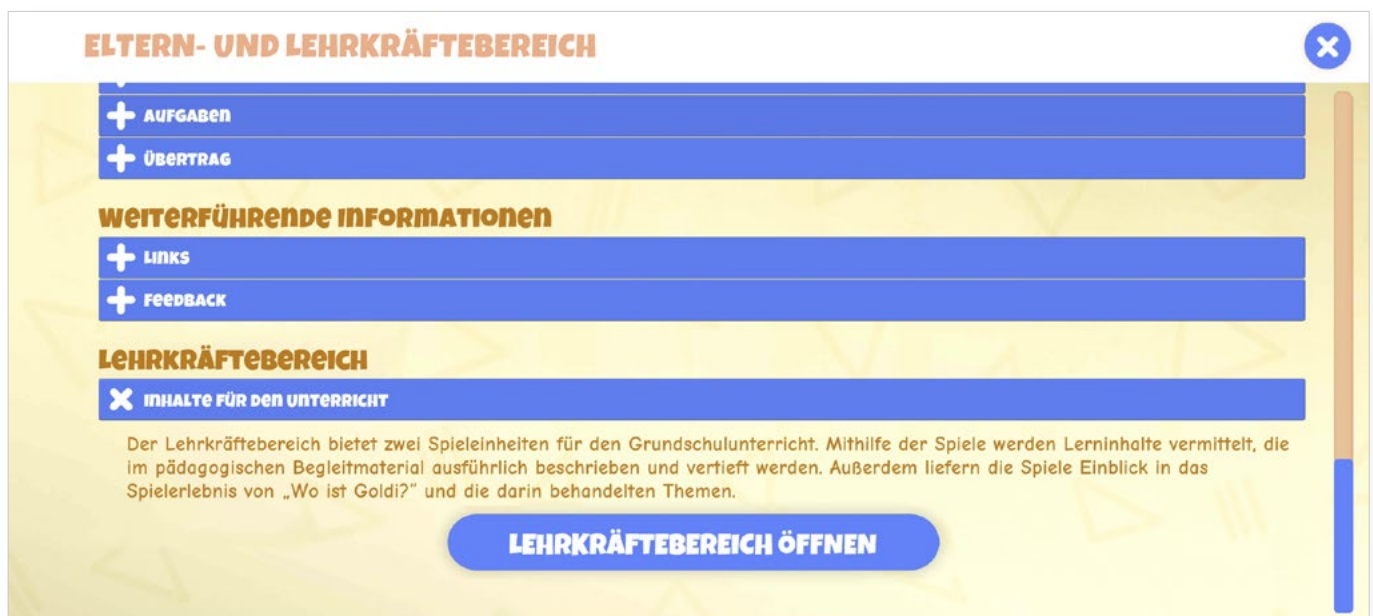 ELTERN- UND LEHRKRÄFTEBEREICH
AUFGABEN
ÜBERTRAG
WEITERFÜHRENDE INFORMATIONEN
LINKS
FEEDBACK
LEHRKRÄFTEBEREICH
INHALTE FÜR DEN UNTERRICHT
Der Lehrkräftebereich bietet zwei Spieleinheiten für den Grundschulunterricht. Mithilfe der Spiele werden Lerninhalte vermittelt, die
im pädagogischen Begleitmaterial ausführlich beschrieben und vertieft werden. Außerdem liefern die Spiele Einblick in das
Spielerlebnis von „Wo ist Goldi?" und die darin behandelten Themen.
LEHRKRÄFTEBEREICH ÖFFNEN